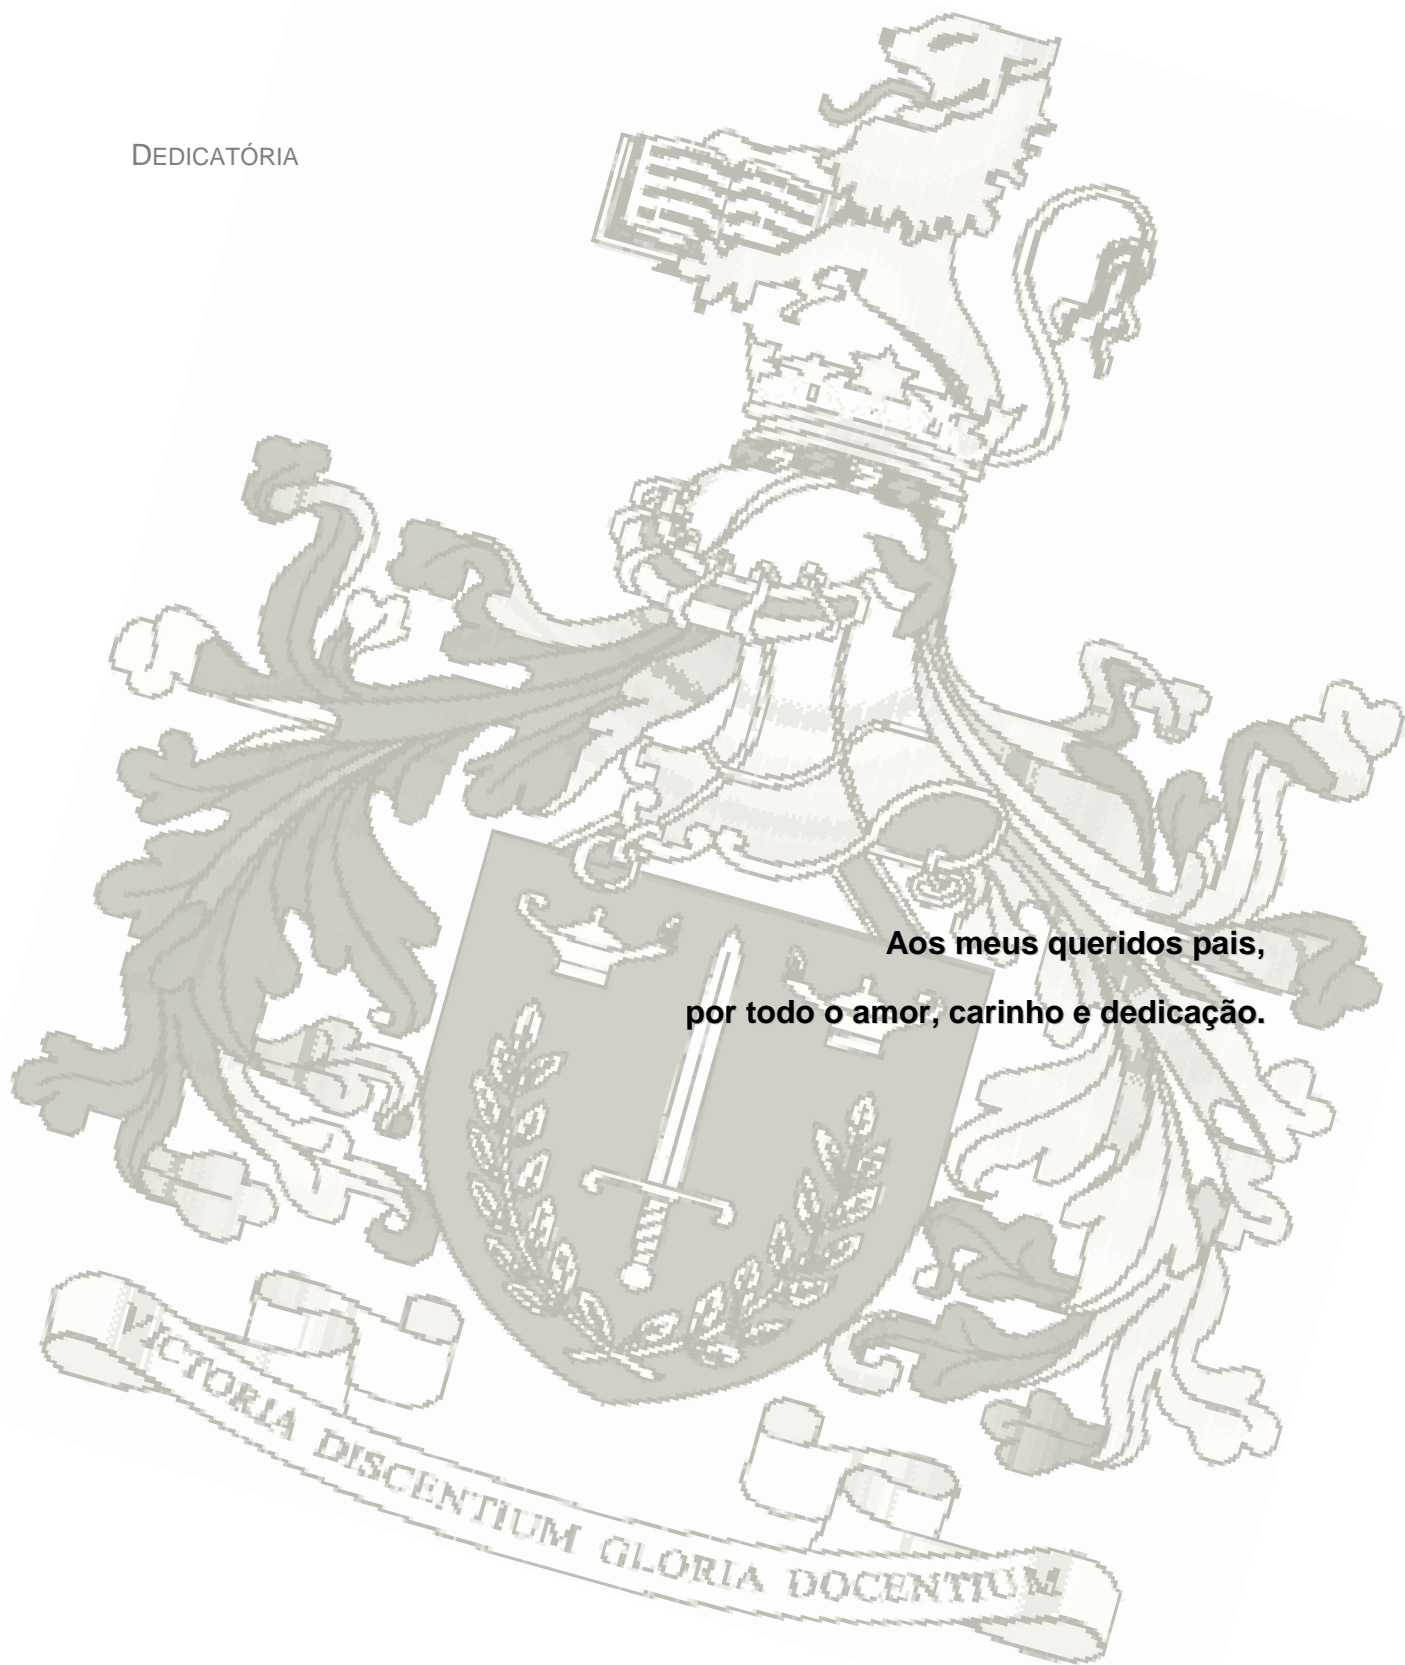 DEDICATÓRIA
Aos meus queridos pais,
por todo o amor, carinho e dedicação.
VICTORIA DISCENTIUM GLORIA DOCENTIUM